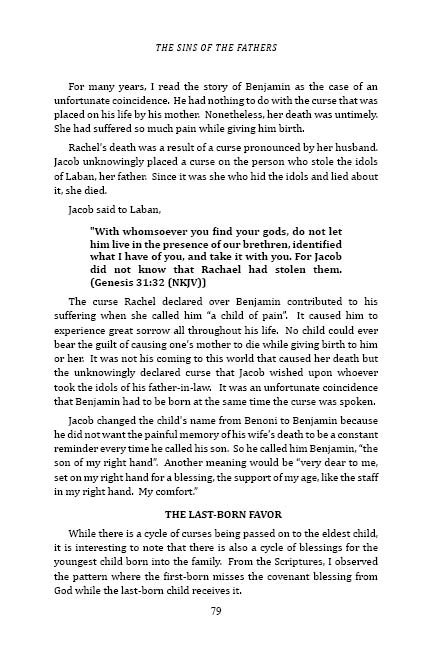 THE SINS OF THE FATHERS
For many years, I read the story of Benjamin as the case of an
unfortunate coincidence. He had nothing to do with the curse that was
placed on his life by his mother. Nonetheless, her death was untimely.
She had suffered so much pain while giving him birth.
Rachel's death was a result of a curse pronounced by her husband.
Jacob unknowingly placed a curse on the person who stole the idols
of Laban, her father. Since it was she who hid the idols and lied about
it, she died.
Jacob said to Laban,
"With whomsoever you find your gods, do not let
him live in the presence of our brethren, identified
what I have of you, and take it with you. For Jacob
did not know that Rachael had stolen them.
(Genesis 31:32 (NKJV))
The curse Rachel declared over Benjamin contributed to his
suffering when she called him “a child of pain”. It caused him to
experience great sorrow all throughout his life. No child could ever
bear the guilt of causing one's mother to die while giving birth to him
or her. It was not his coming to this world that caused her death but
the unknowingly declared curse that Jacob wished upon whoever
took the idols of his father-in-law. It was an unfortunate coincidence
that Benjamin had to be born at the same time the curse was spoken.
Jacob changed the child's name from Benoni to Benjamin because
he did not want the painful memory of his wife's death to be a constant
reminder every time he called his son. So he called him Benjamin, “the
son of my right hand”. Another meaning would be “very dear to me,
set on my right hand for a blessing, the support of my age, like the staff
in my right hand. My comfort.”
THE LAST-BORN FAVOR
While there is a cycle of curses being passed on to the eldest child,
it is interesting to note that there is also a cycle of blessings for the
youngest child born into the family. From the Scriptures, I observed
the pattern where the first-born misses the covenant blessing from
God while the last-born child receives it.
79